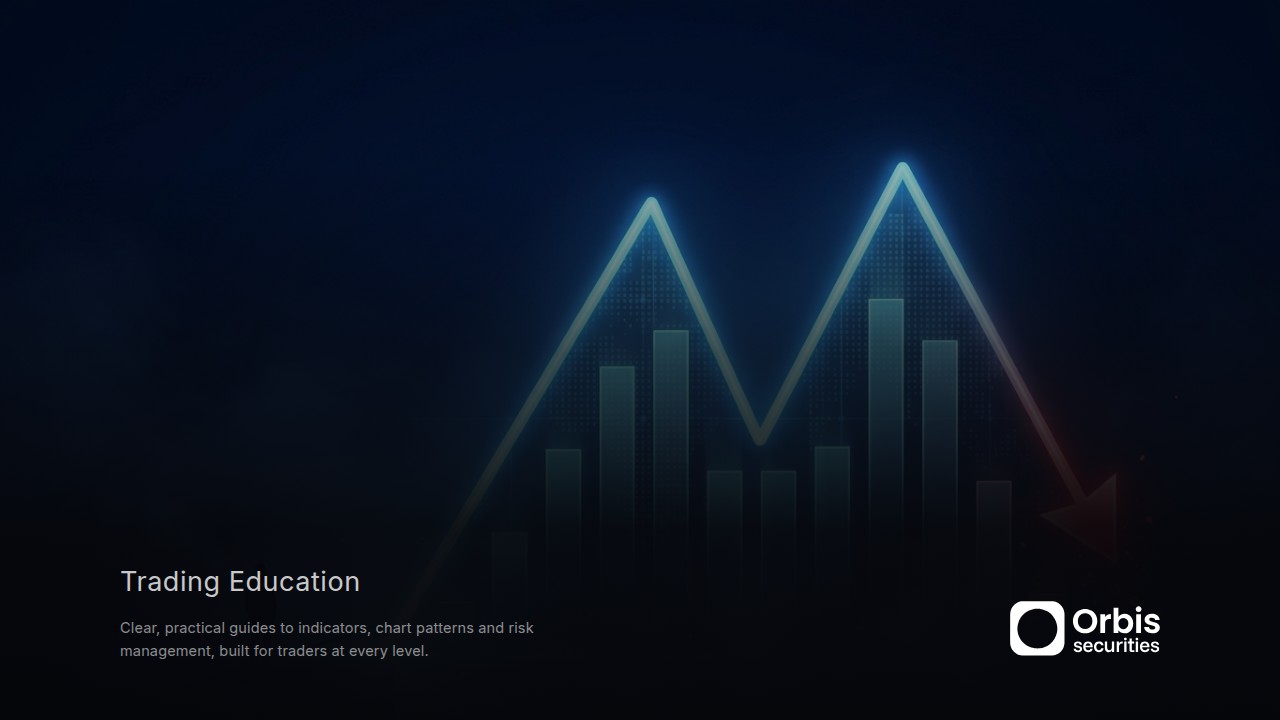 Trading Education
Clear, practical guides to indicators, chart patterns and risk
management, built for traders at every level.
Orbis
securities